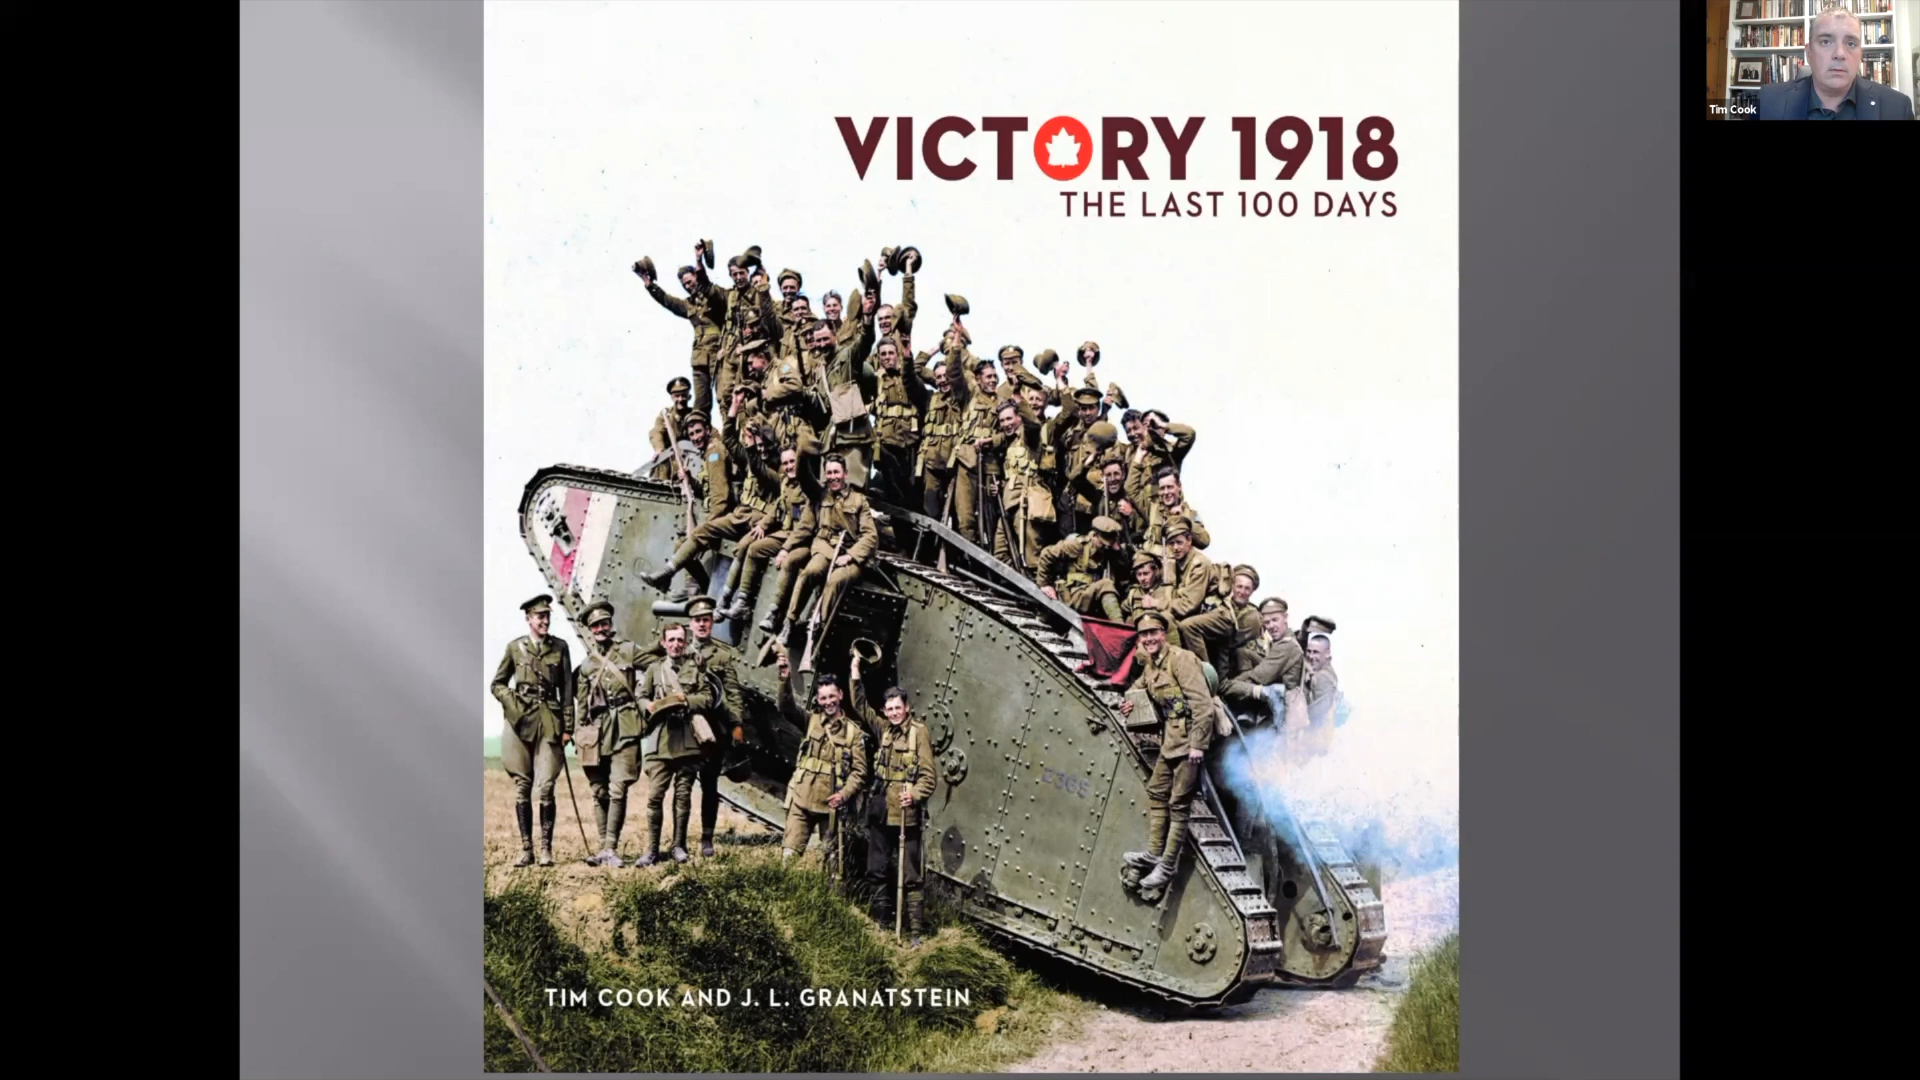 VICTORY 1918
THE LAST 100 DAYS
TIM COOK AND J. L. GRANATSTEIN
Tim Cook